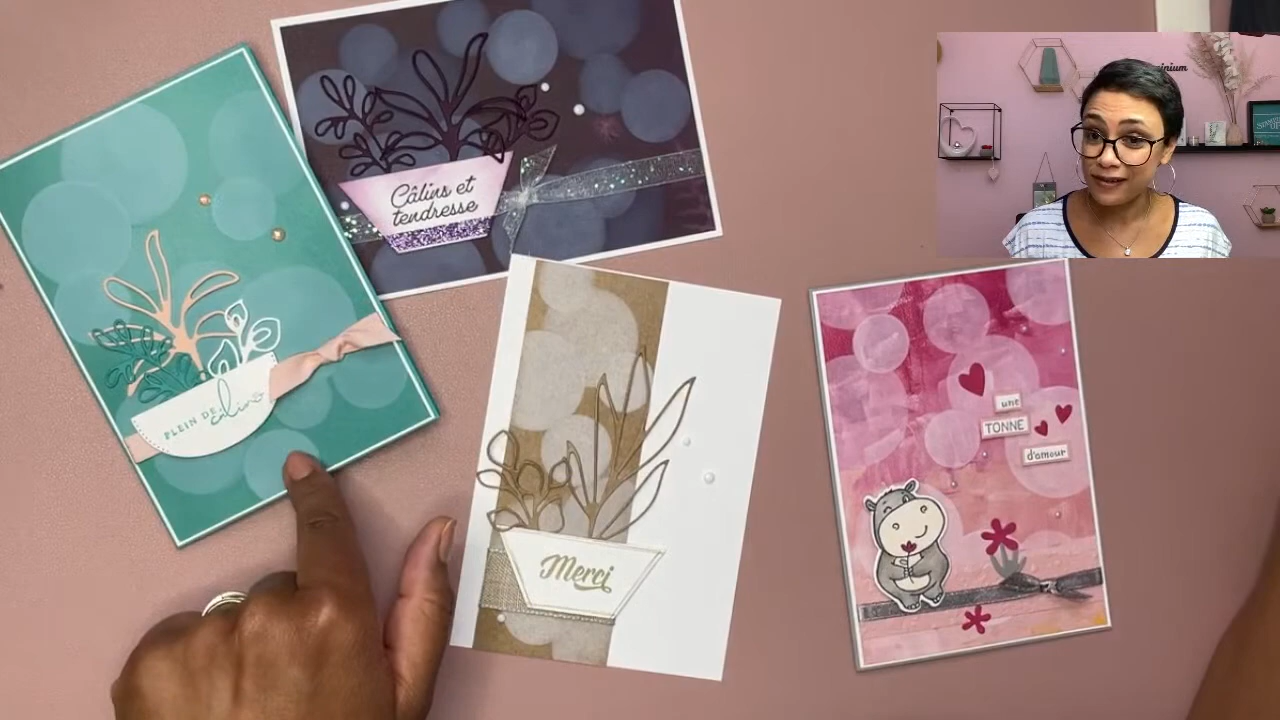 Câlins et
tendresse
PLEIN DE
câlins
Merci
une
TONNE
d'amour